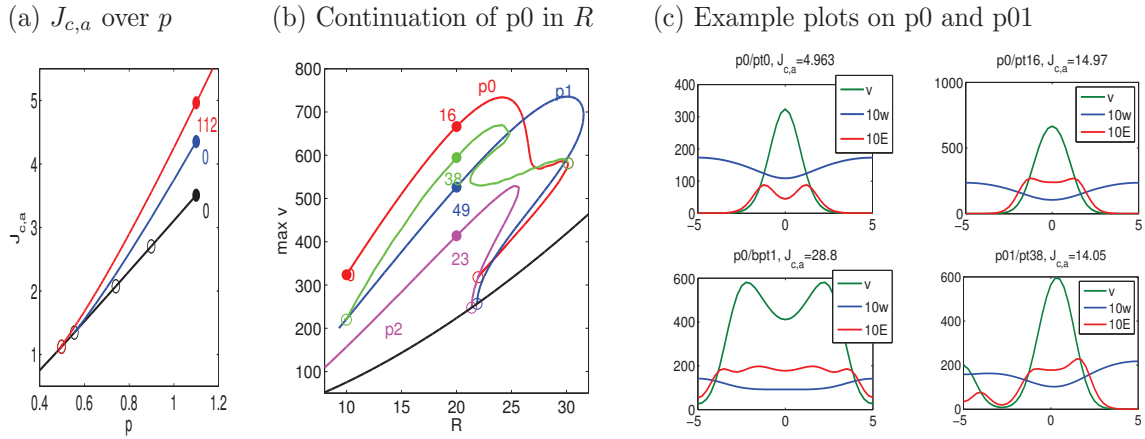 (a) J_{c,a} over p
(b) Continuation of p0 in R
(c) Example plots on p0 and p01
J_{c,a}
5
4
3
2
1
112
0
0
0.4 0.6 0.8 1 1.2
p
max v
800
700
600
500
400
300
200
100
p0
p1
16
38
49
23
0
p2
10 15 20 25 30
R
p0/pt0, J_{c,a}=4.963
400
300
200
100
0
−5 0 5
v
10w
10E
p0/pt16, J_{c,a}=14.97
1000
500
0
−5 0 5
v
10w
10E
p0/bpt1, J_{c,a}=28.8
600
400
200
0
−5 0 5
v
10w
10E
p01/pt38, J_{c,a}=14.05
600
400
200
0
−5 0 5
v
10w
10E